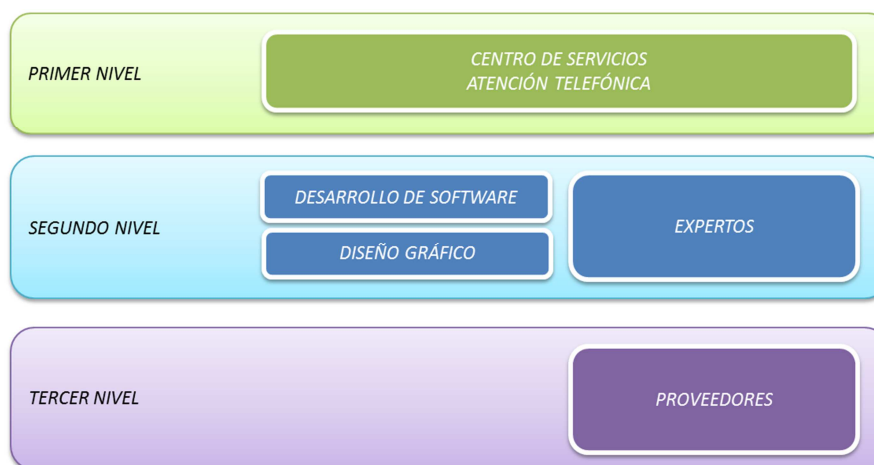 PRIMER NIVEL
CENTRO DE SERVICIOS
ATENCIÓN TELEFÓNICA
SEGUNDO NIVEL
DESARROLLO DE SOFTWARE
DISEÑO GRÁFICO
EXPERTOS
TERCER NIVEL
PROVEEDORES